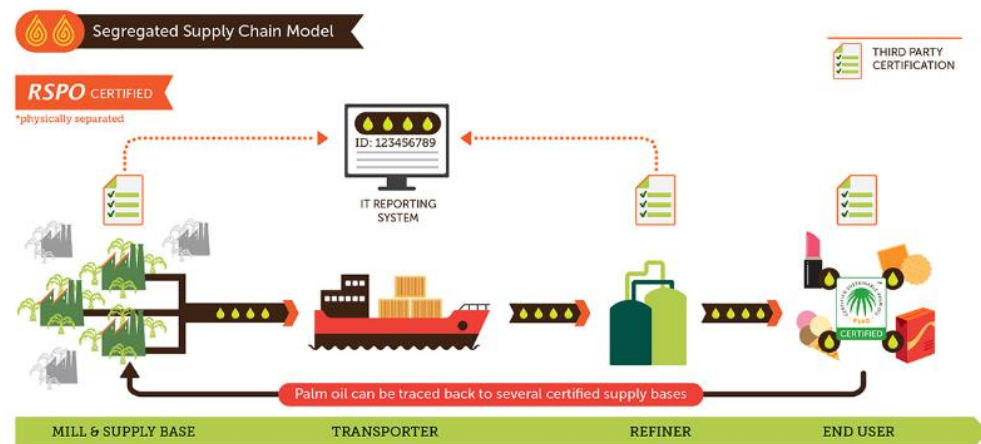 Segregated Supply Chain Model
THIRD PARTY
CERTIFICATION
RSPO CERTIFIED
*physically separated
ID: 123456789
IT REPORTING
SYSTEM
RSPO
CERTIFIED
Palm oil can be traced back to several certified supply bases
MILL & SUPPLY BASE
TRANSPORTER
REFINER
END USER